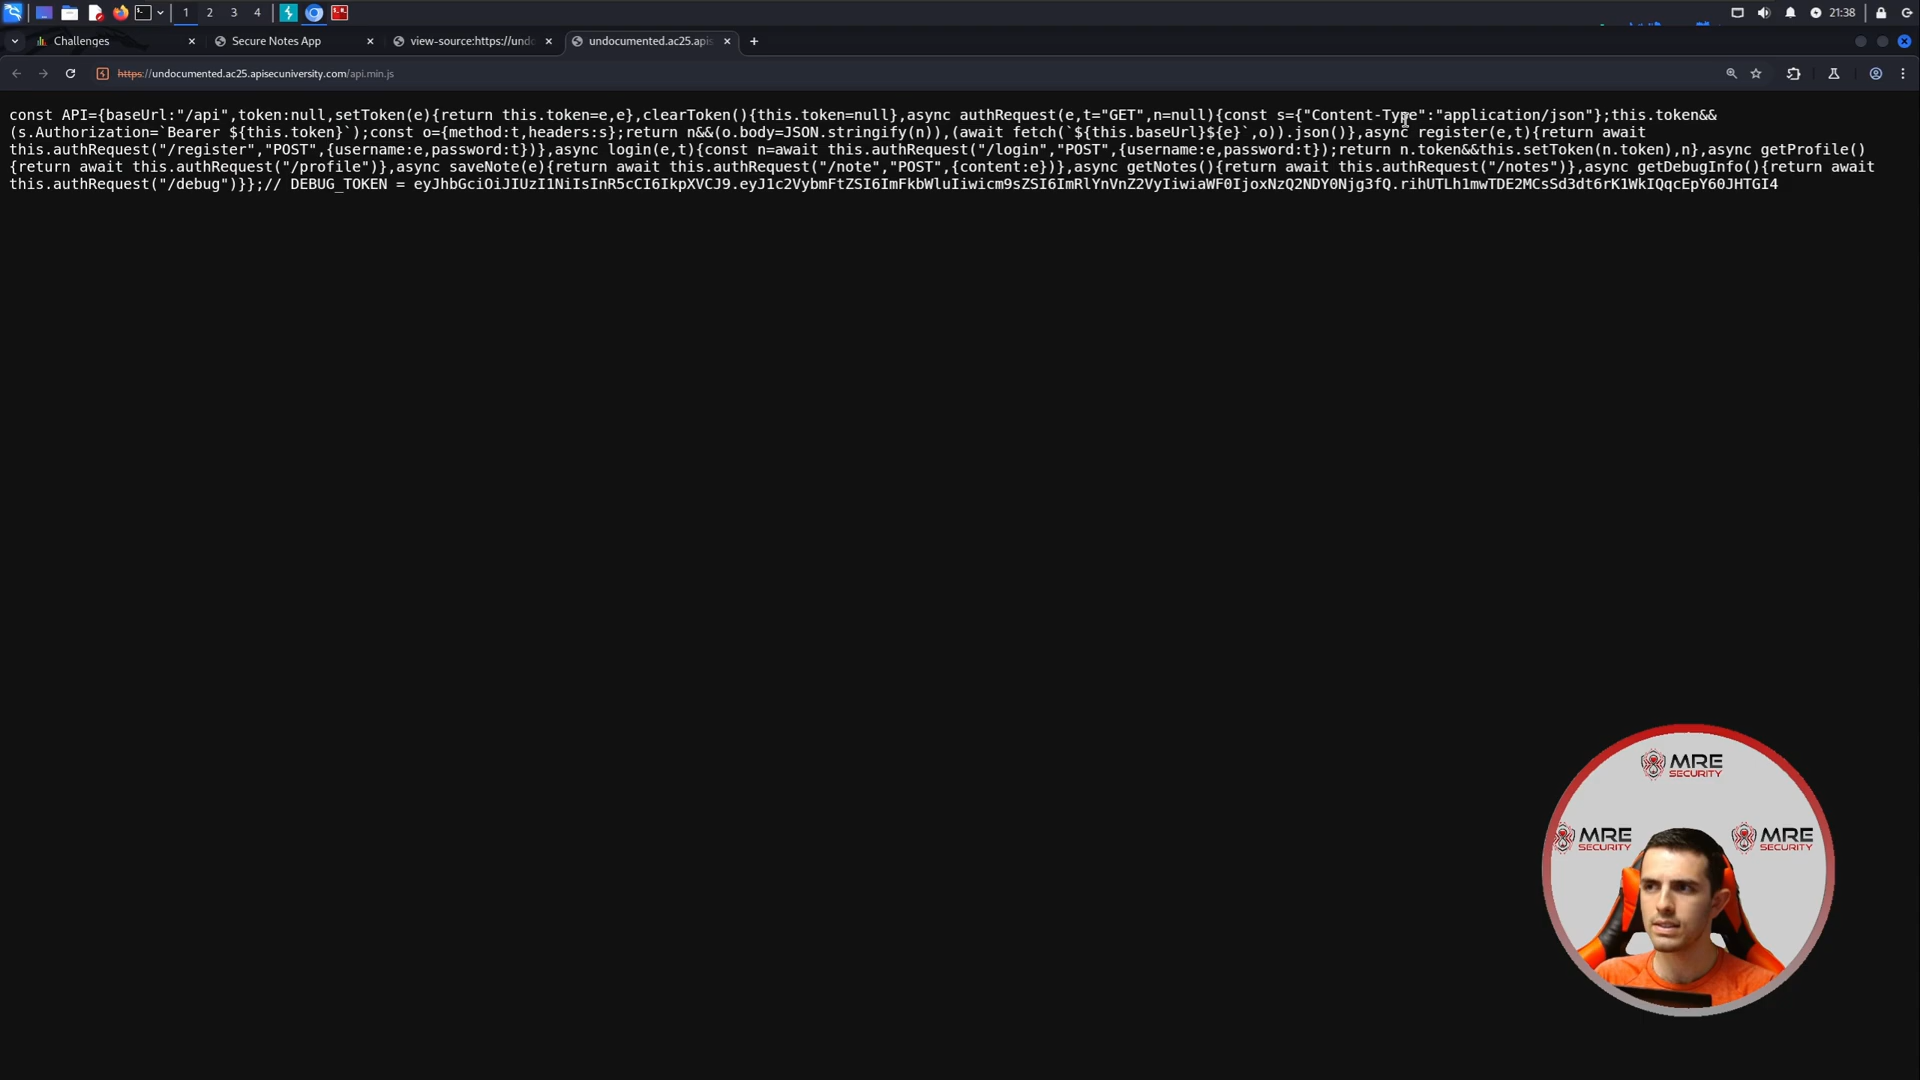 1 2 3 4
21:38
Challenges
Secure Notes App
view-source:https://undo
undocumented.ac25.apis
https://undocumented.ac25.apisecuniversity.com/api.min.js
const API={baseUrl:"/api",token:null,setToken(e){return this.token=e,e},clearToken(){this.token=null},async authRequest(e,t="GET",n=null){const s={"Content-Type":"application/json"};this.token&&
(s.Authorization=`Bearer ${this.token}`);const o={method:t,headers:s};return n&&(o.body=JSON.stringify(n)),(await fetch(`${this.baseUrl}${e}`,o)).json()},async register(e,t){return await
this.authRequest("/register","POST",{username:e,password:t})},async login(e,t){const n=await this.authRequest("/login","POST",{username:e,password:t});return n.token&&this.setToken(n.token),n},async getProfile()
{return await this.authRequest("/profile")},async saveNote(e){return await this.authRequest("/note","POST",{content:e})},async getNotes(){return await this.authRequest("/notes")},async getDebugInfo(){return await
this.authRequest("/debug")}};// DEBUG_TOKEN = eyJhbGciOiJIUzI1NiIsInR5cCI6IkpXVCJ9.eyJ1c2VybmFtZSI6ImFkbWluIiwicm9sZSI6ImRlYnVnZ2VyIiwiaWF0IjoxNzQ2NDY0Njg3fQ.rihUTLh1mwTDE2MCsSd3dt6rK1WkIQqcEpY60JHTGI4
MRE
SECURITY
MRE
SECURITY
MRE
SECURITY